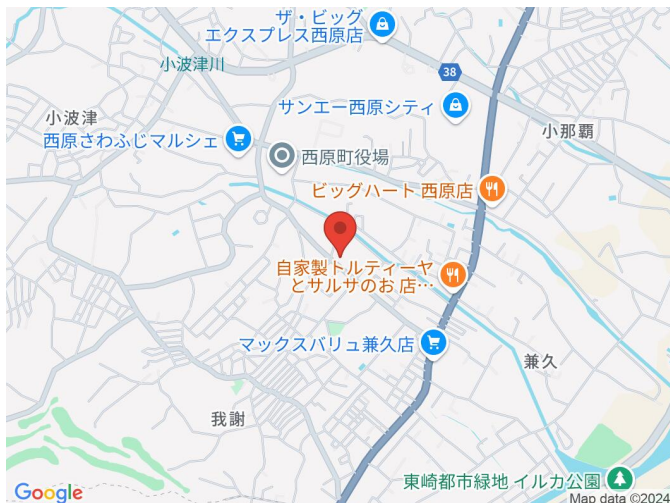 ザ・ビッグ
エクスプレス西原店
小波津川
38
サンエー西原シティ
小波津
西原さわふじマルシェ
小那覇
西原町役場
ビッグハート 西原店
自家製トルティーヤ
とサルサのお 店…
マックスバリュ兼久店
兼久
我謝
東崎都市緑地 イルカ公園
Google
Map data ©2024